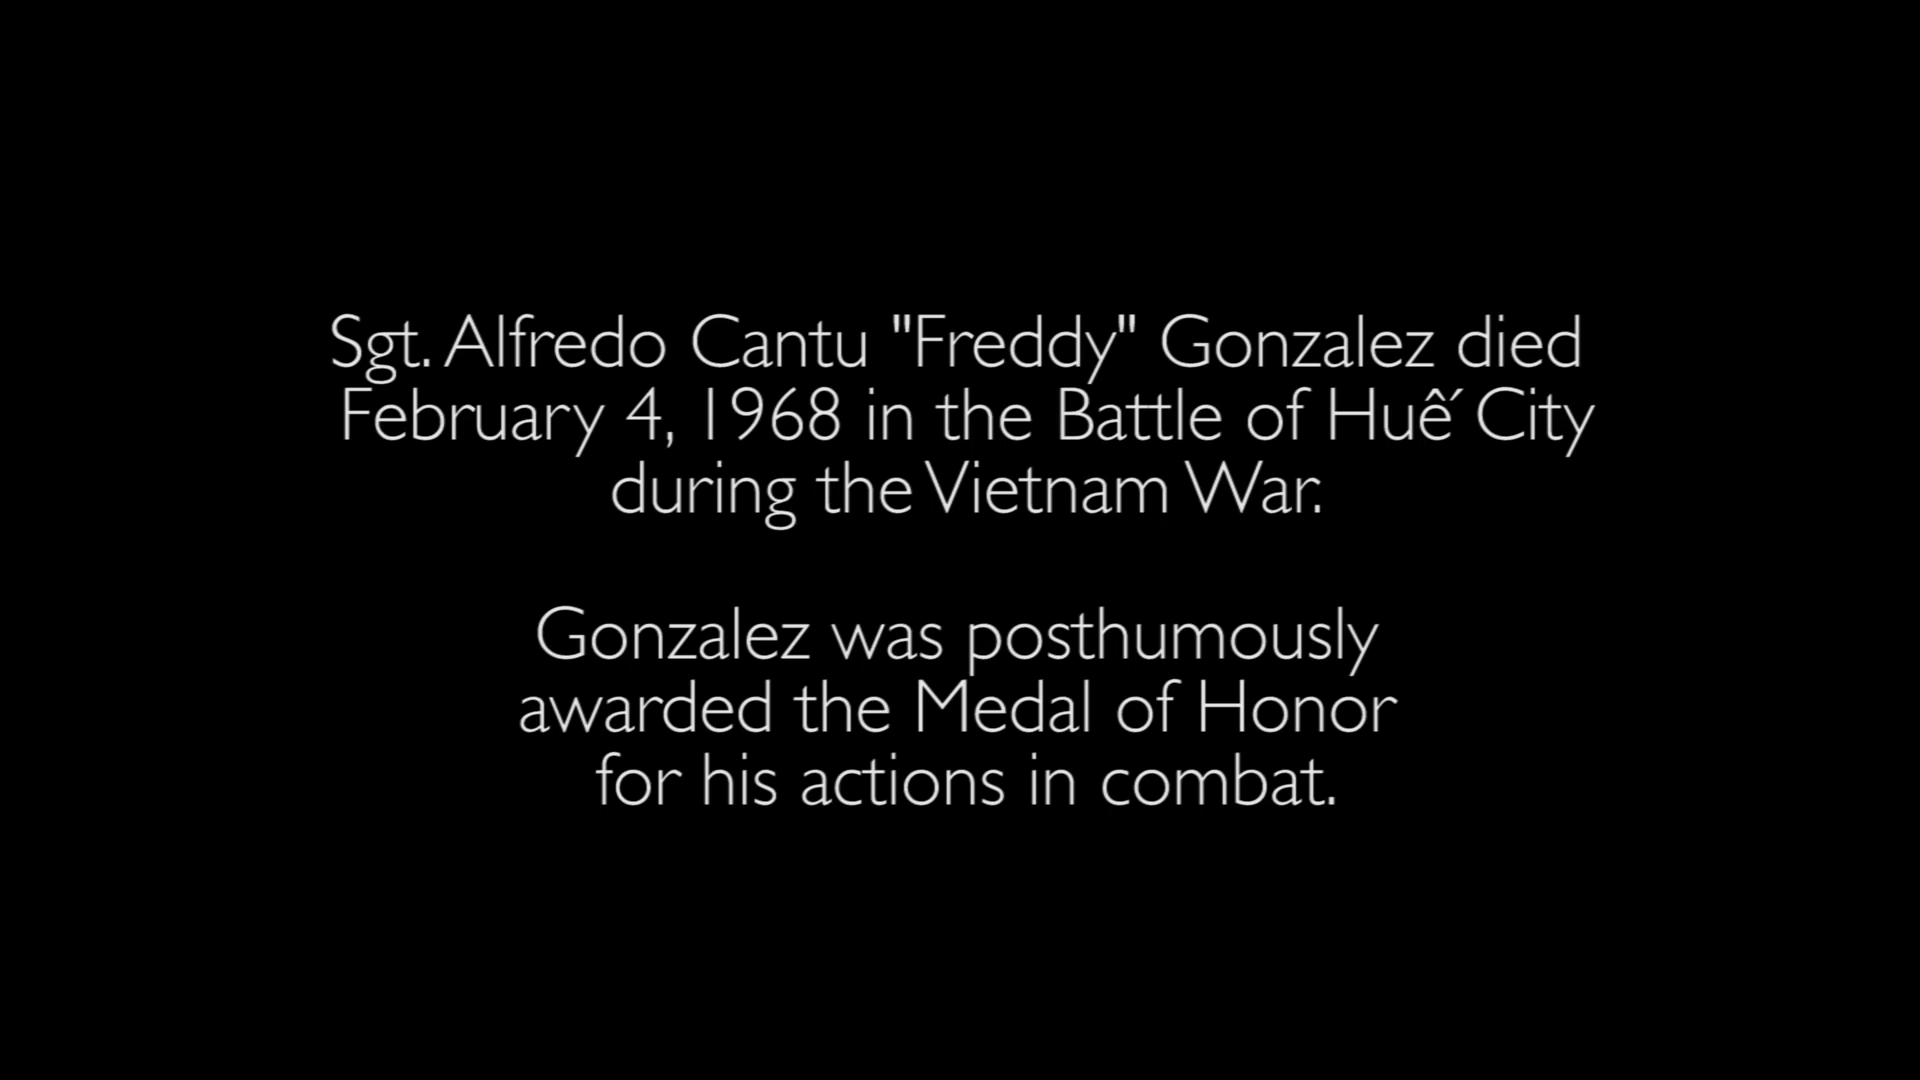 Sgt. Alfredo Cantu "Freddy" Gonzalez died
February 4, 1968 in the Battle of Huế City
during the Vietnam War.
Gonzalez was posthumously
awarded the Medal of Honor
for his actions in combat.